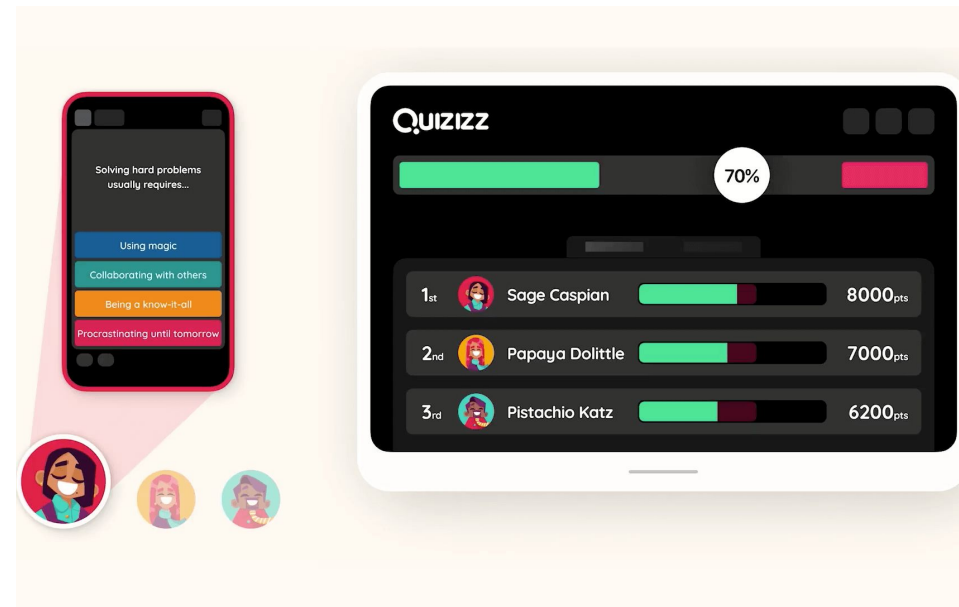 Solving hard problems
usually requires...
Using magic
Collaborating with others
Being a know-it-all
Procrastinating until tomorrow
QUIZIZZ
70%
1st Sage Caspian 8000pts
2nd Papaya Dolittle 7000pts
3rd Pistachio Katz 6200pts